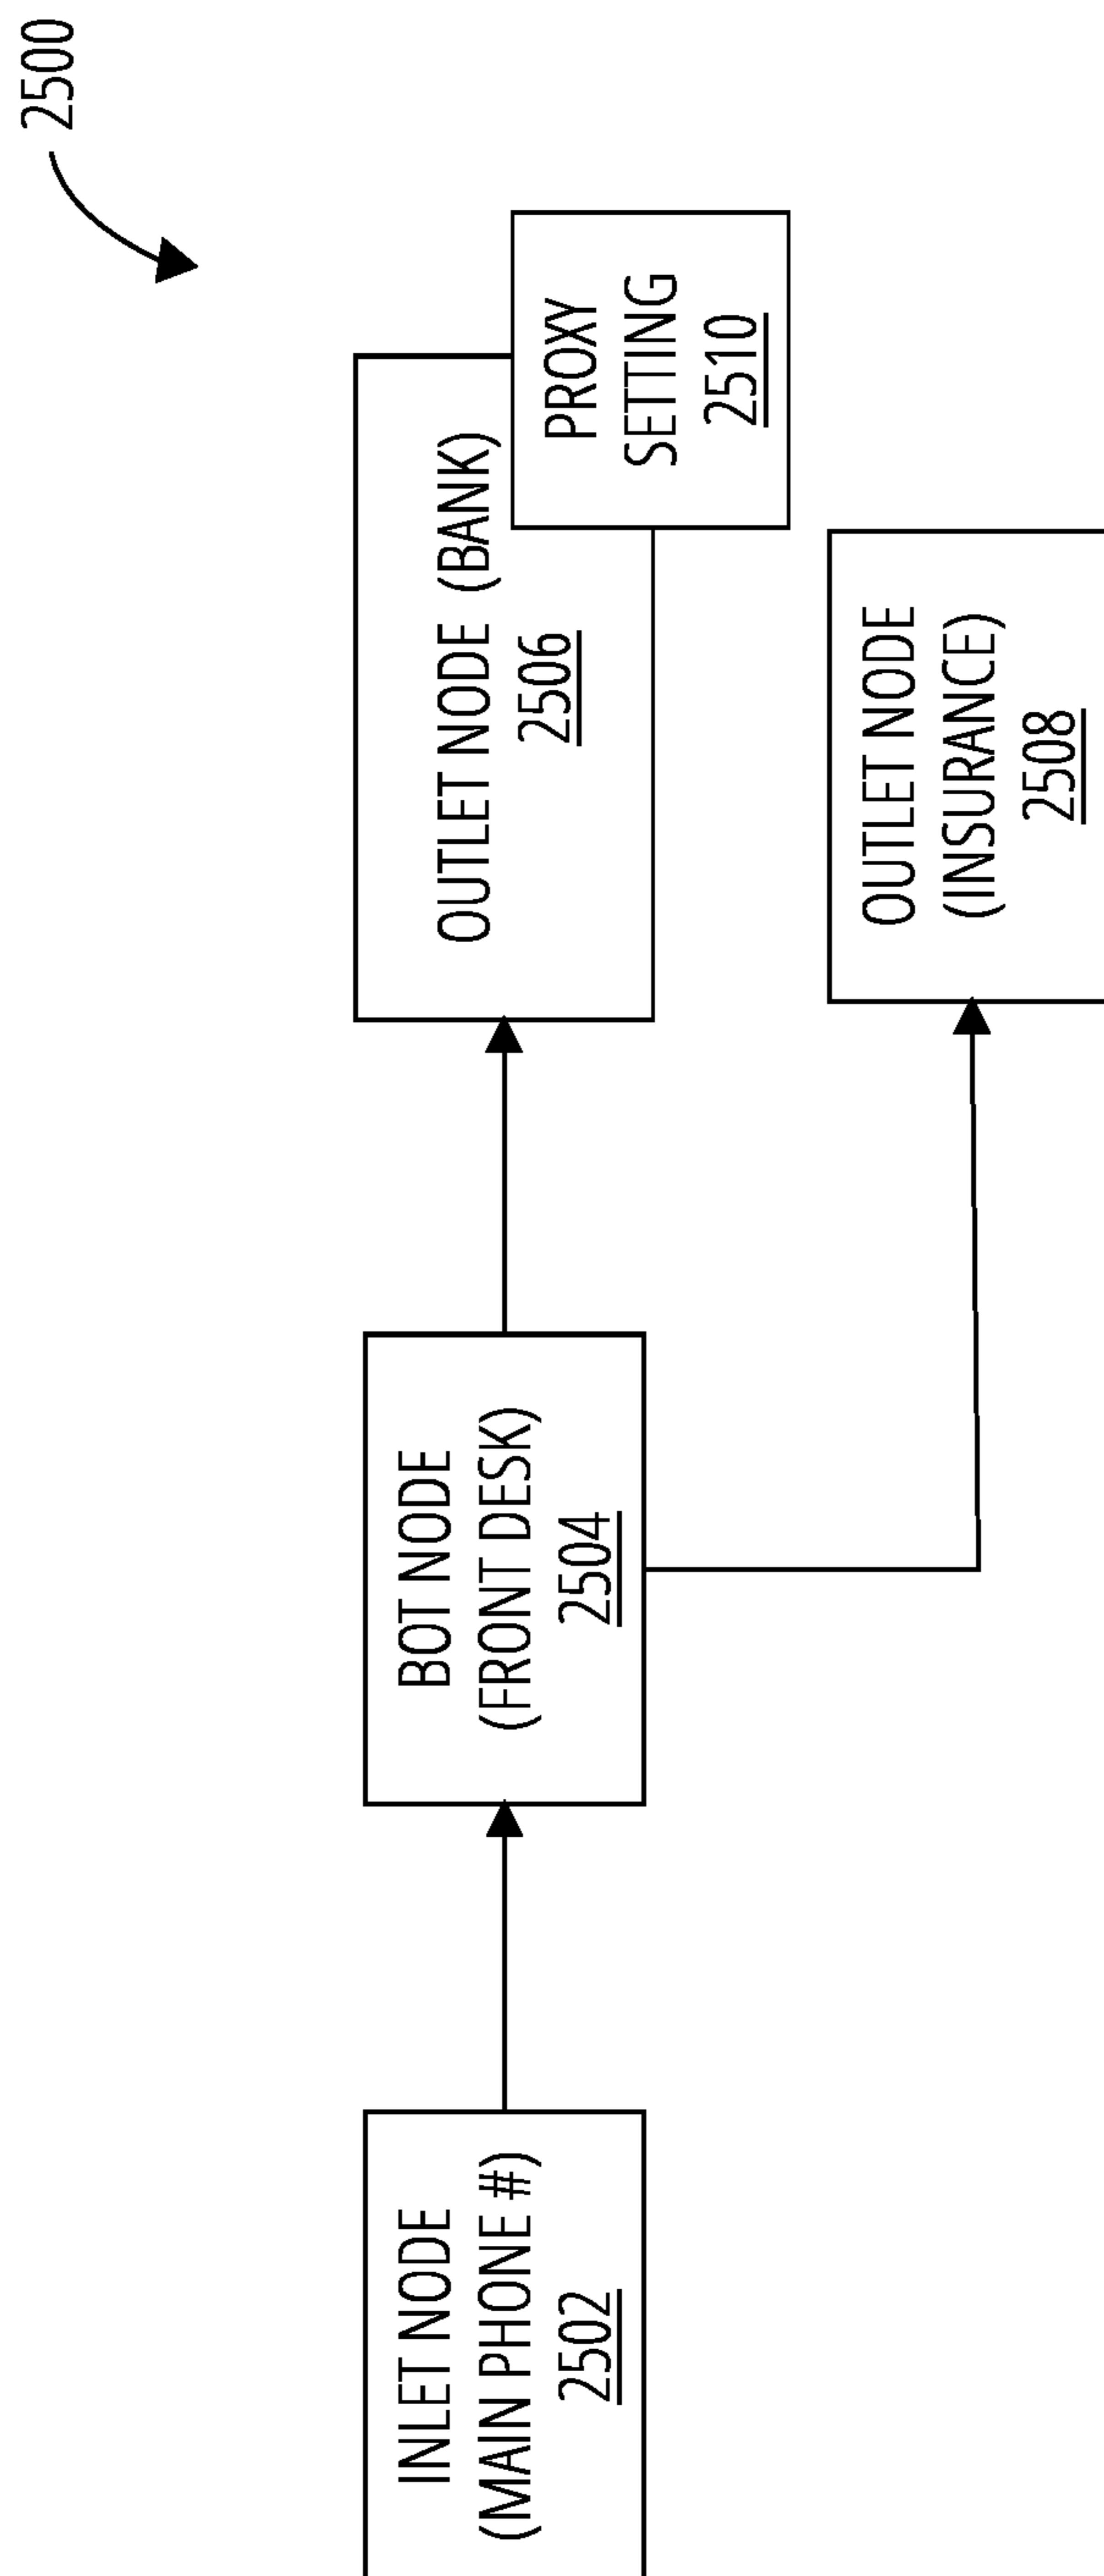 2500
INLET NODE
(MAIN PHONE #)
2502
BOT NODE
(FRONT DESK)
2504
OUTLET NODE (BANK)
2506
PROXY
SETTING
2510
OUTLET NODE
(INSURANCE)
2508